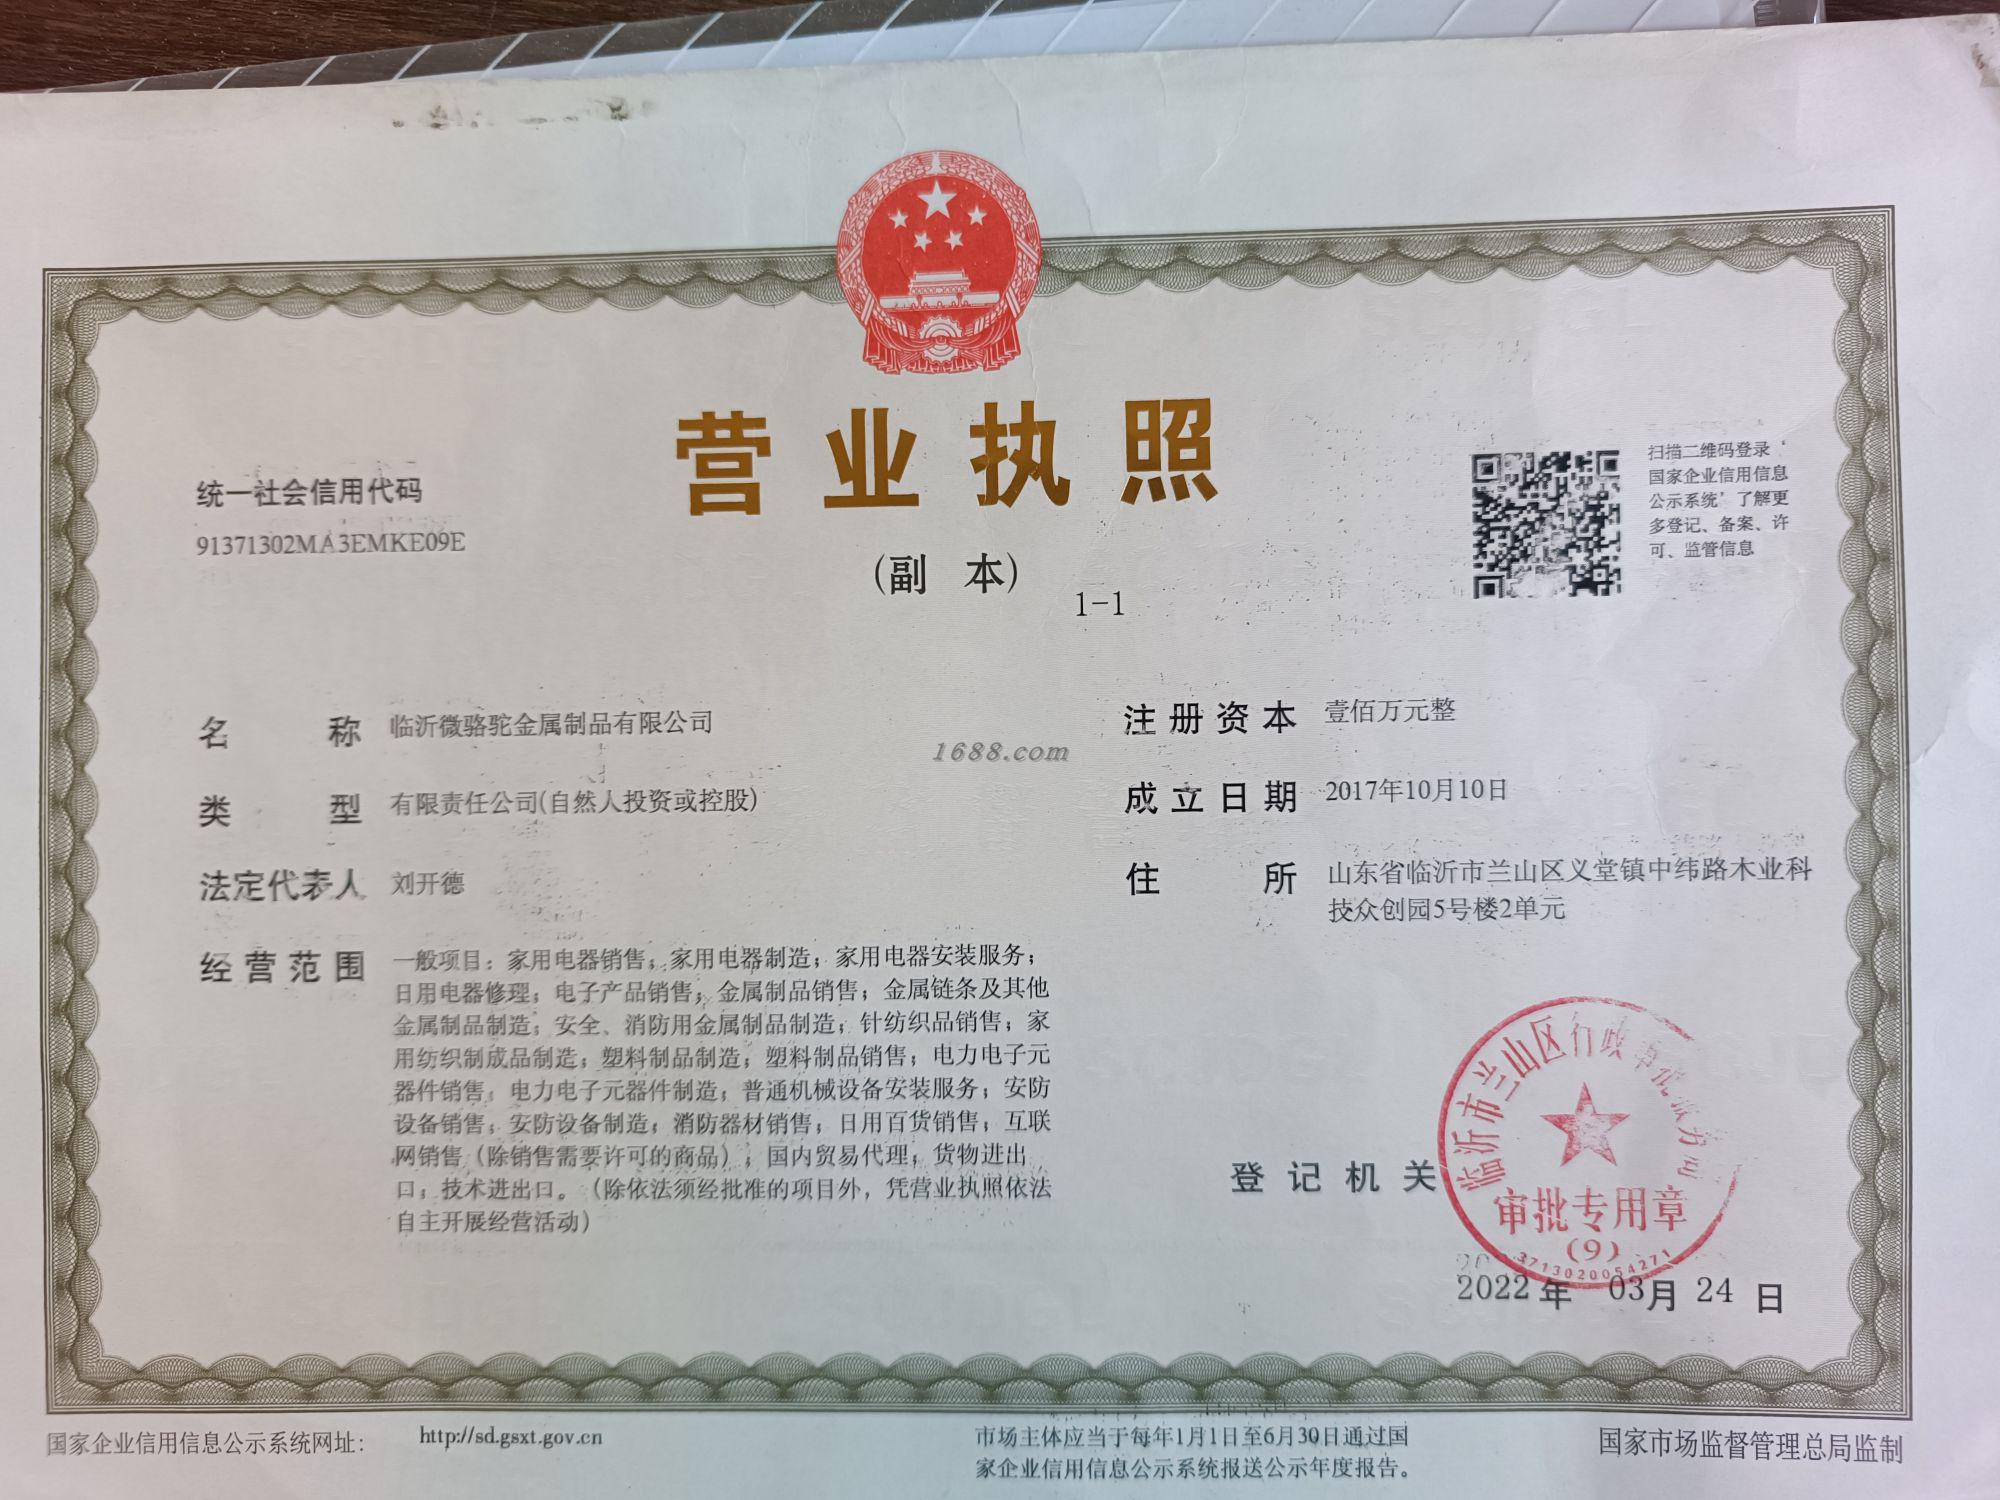 营业执照
(副 本)
1-1
统一社会信用代码
91371302MA3EMKE09E
扫描二维码登录‘
国家企业信用信息
公示系统’了解更
多登记、备案、许
可、监管信息
名 称 临沂微骆驼金属制品有限公司
类 型 有限责任公司(自然人投资或控股)
法定代表人 刘开德
经营范围 一般项目：家用电器销售；家用电器制造；家用电器安装服务；
日用电器修理；电子产品销售；金属制品销售；金属链条及其他
金属制品制造；安全、消防用金属制品制造；针纺织品销售；家
用纺织制成品制造；塑料制品制造；塑料制品销售；电力电子元
器件销售；电力电子元器件制造；普通机械设备安装服务；安防
设备销售；安防设备制造；消防器材销售；日用百货销售；互联
网销售（除销售需要许可的商品）；国内贸易代理；货物进出
口；技术进出口。（除依法须经批准的项目外，凭营业执照依法
自主开展经营活动）
1688.com
注册资本 壹佰万元整
成立日期 2017年10月10日
住 所 山东省临沂市兰山区义堂镇中纬路木业科
技众创园5号楼2单元
登记机关
临沂市兰山区行政审批服务局
审批专用章
(9)
3713020054271
2022 年 03月 24 日
国家企业信用信息公示系统网址：
http://sd.gsxt.gov.cn
市场主体应当于每年1月1日至6月30日通过国
家企业信用信息公示系统报送公示年度报告。
国家市场监督管理总局监制